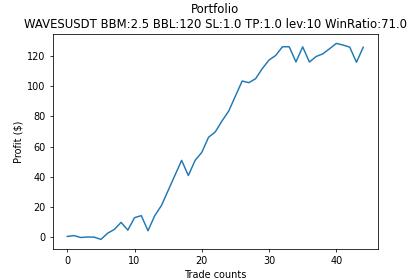 Portfolio
WAVESUSDT BBM:2.5 BBL:120 SL:1.0 TP:1.0 lev:10 WinRatio:71.0
120
100
80
60
40
20
0
Profit ($)
0 10 20 30 40
Trade counts